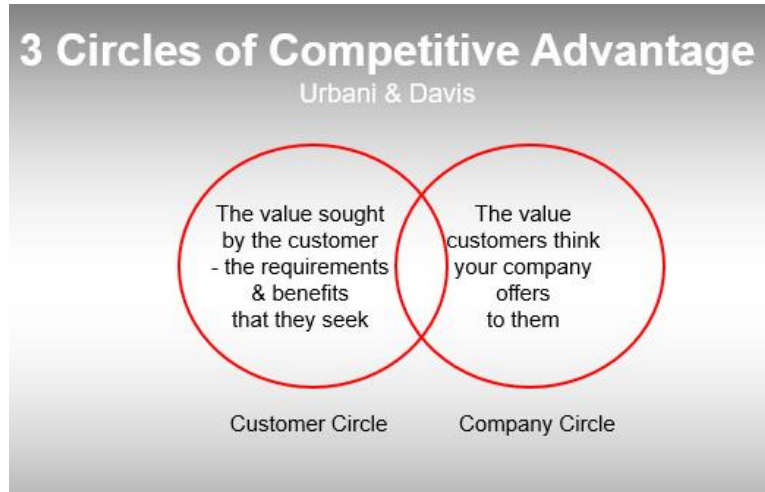 3 Circles of Competitive Advantage
Urbani & Davis
The value sought
by the customer
- the requirements
& benefits
that they seek
The value
customers think
your company
offers
to them
Customer Circle
Company Circle